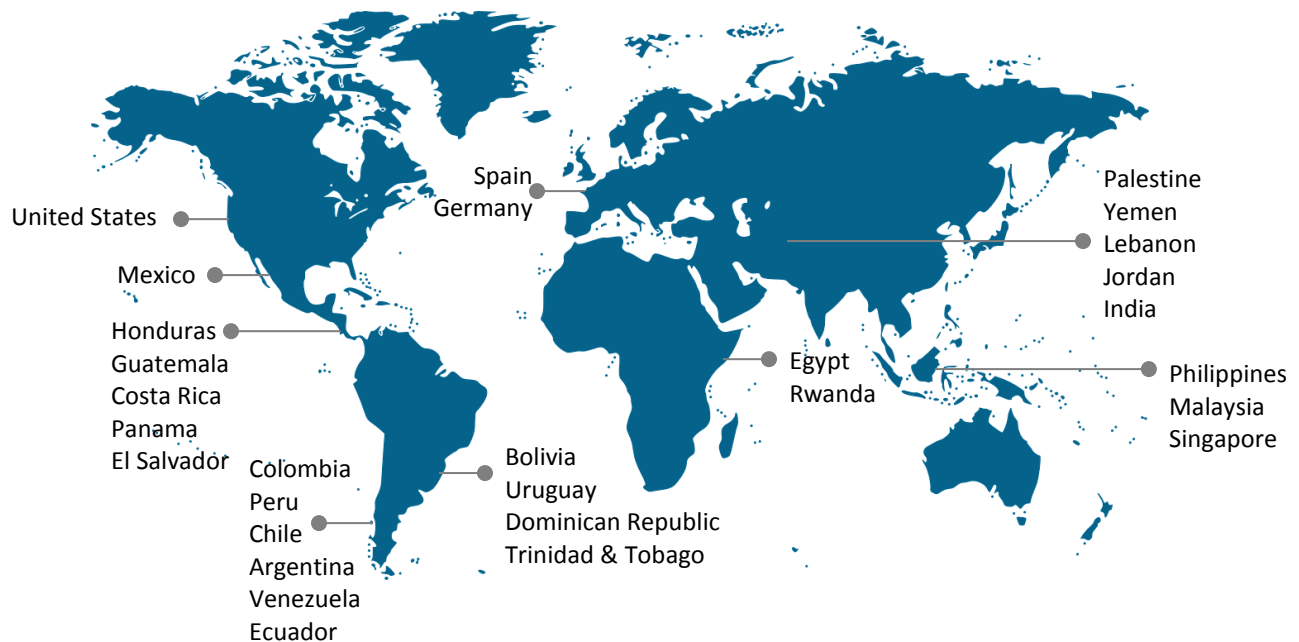 United States
Mexico
Honduras
Guatemala
Costa Rica
Panama
El Salvador
Colombia
Peru
Chile
Argentina
Venezuela
Ecuador
Bolivia
Uruguay
Dominican Republic
Trinidad & Tobago
Spain
Germany
Egypt
Rwanda
Palestine
Yemen
Lebanon
Jordan
India
Philippines
Malaysia
Singapore